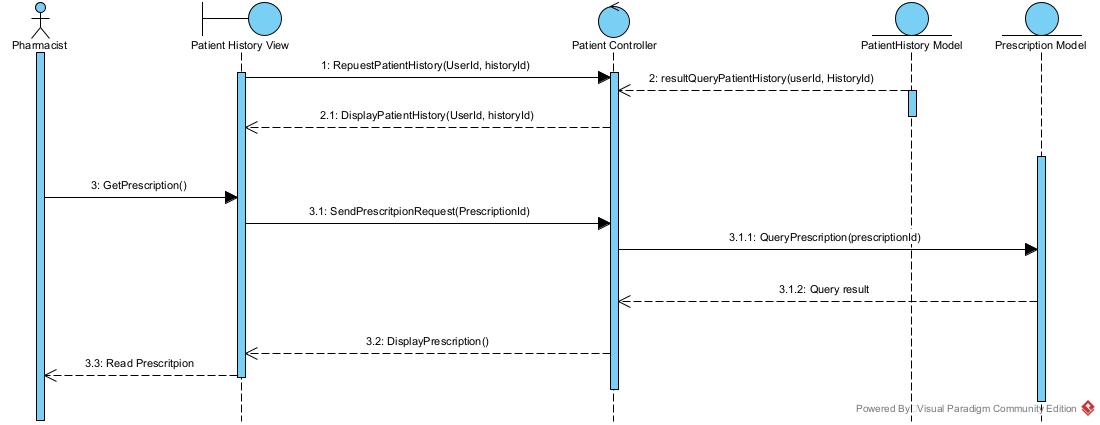 Pharmacist
Patient History View
Patient Controller
PatientHistory Model
Prescription Model
1: RepuestPatientHistory(UserId, historyId)
2: resultQueryPatientHistory(userId, HistoryId)
2.1: DisplayPatientHistory(UserId, historyId)
3: GetPrescription()
3.1: SendPrescritpionRequest(PrescriptionId)
3.1.1: QueryPrescription(prescriptionId)
3.1.2: Query result
3.2: DisplayPrescription()
3.3: Read Prescritpion
Powered By Visual Paradigm Community Edition